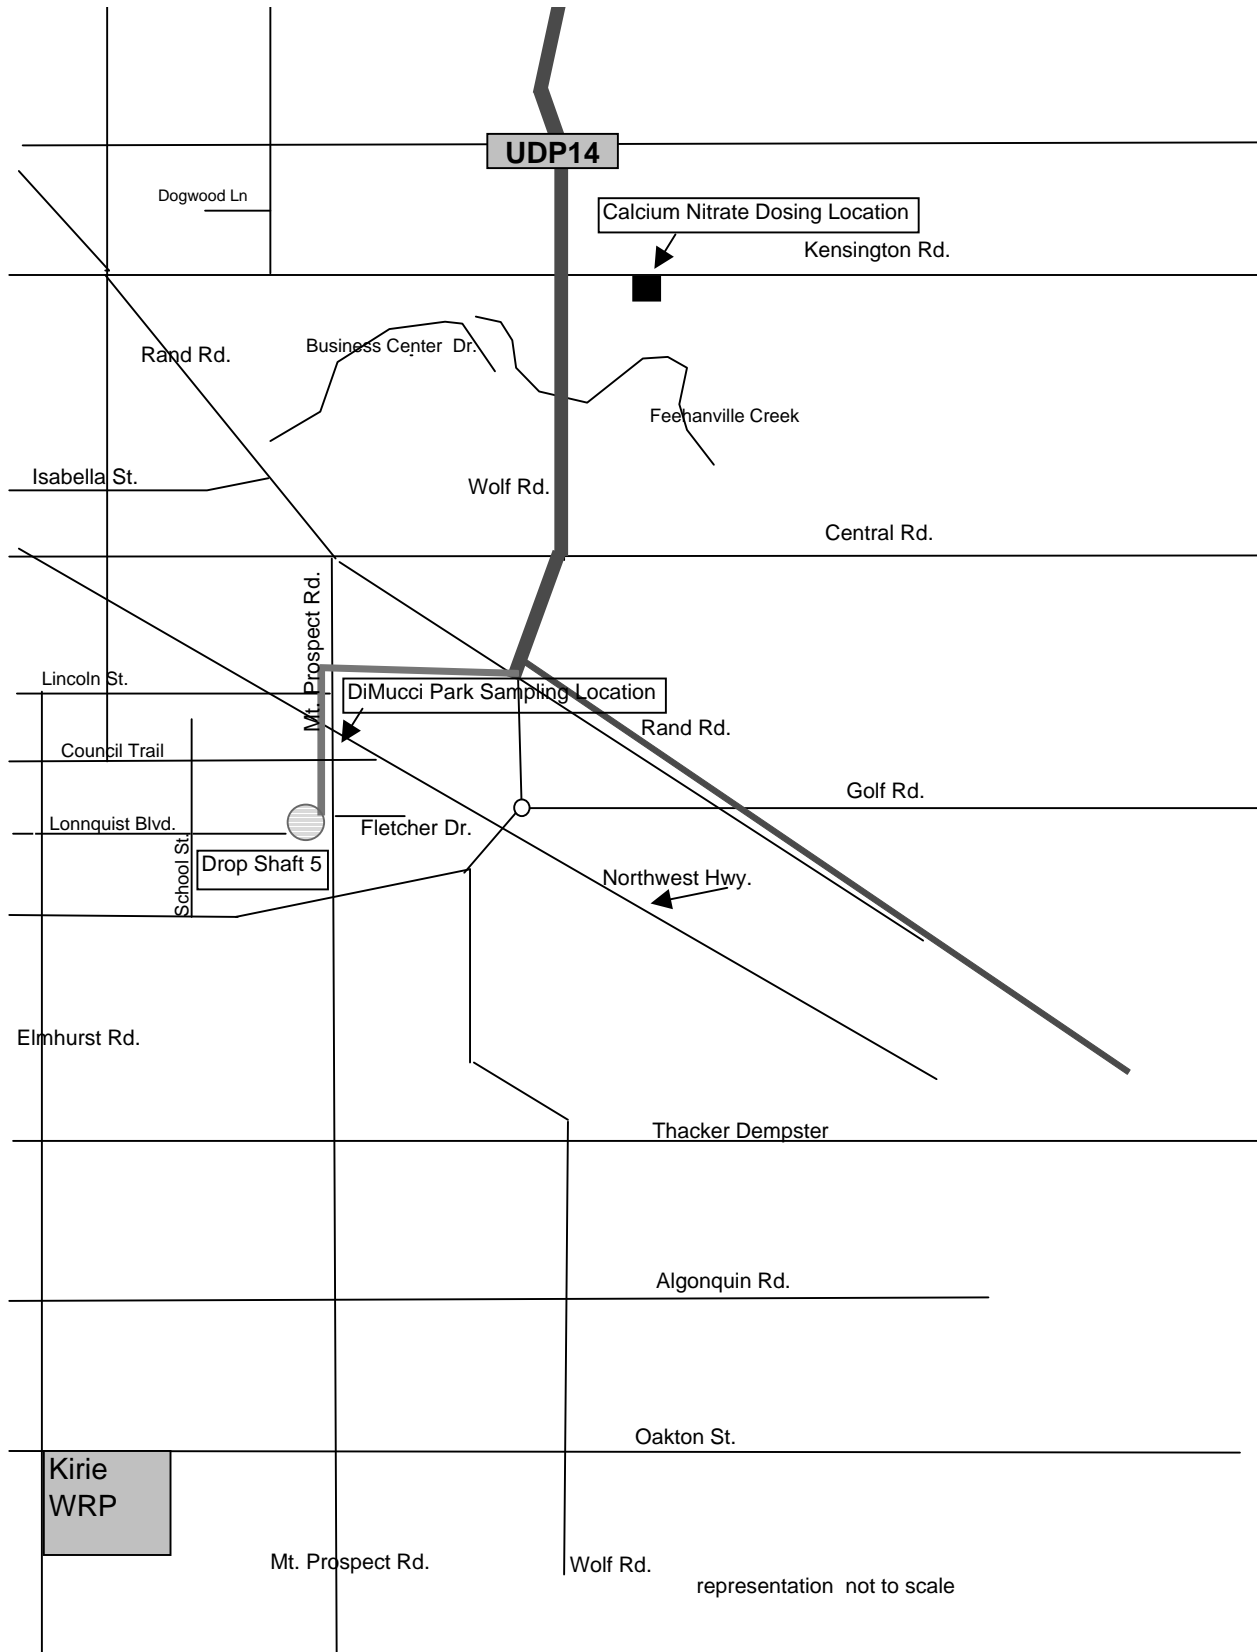 UDP14
Dogwood Ln
Calcium Nitrate Dosing Location
Kensington Rd.
Rand Rd.
Business Center Dr.
Feehanville Creek
Isabella St.
Wolf Rd.
Central Rd.
Mt. Prospect Rd.
Lincoln St.
DiMucci Park Sampling Location
Rand Rd.
Council Trail
Golf Rd.
Lonnquist Blvd.
Fletcher Dr.
School St.
Drop Shaft 5
Northwest Hwy.
Elmhurst Rd.
Thacker Dempster
Algonquin Rd.
Oakton St.
Kirie
WRP
Mt. Prospect Rd.
Wolf Rd.
representation not to scale